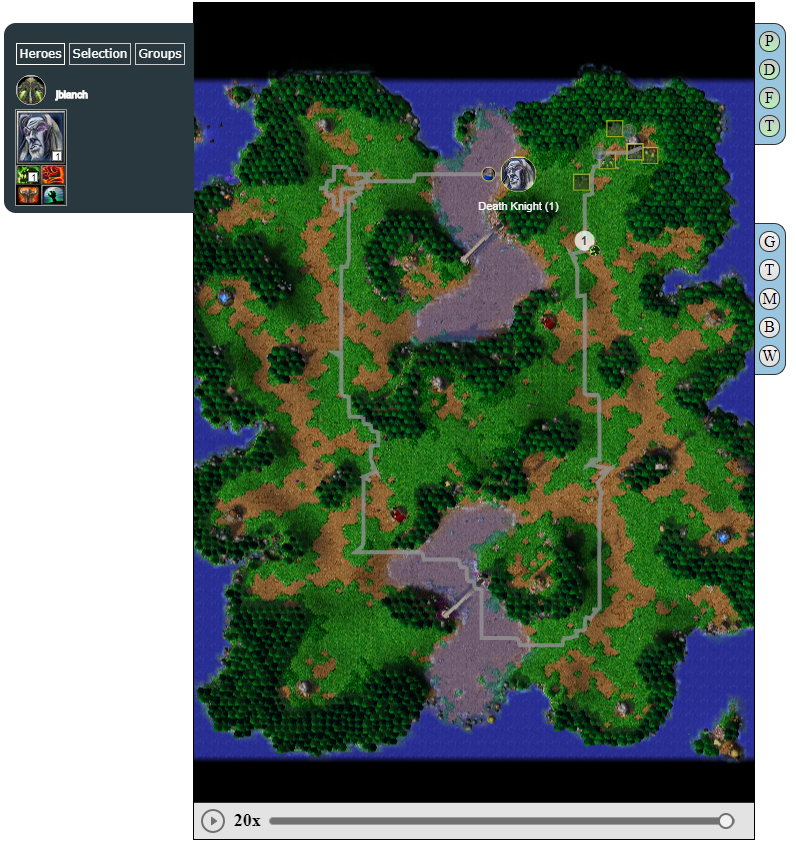 Heroes Selection Groups
jblanch
1
1
Death Knight (1)
1
P
D
F
T
G
T
M
B
W
20x